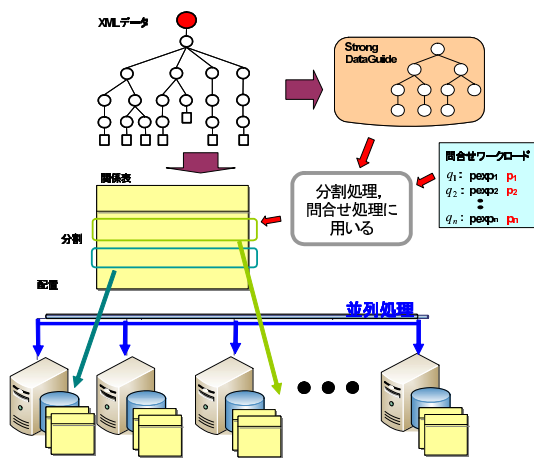 XMLデータ
Strong
DataGuide
問合せワークロード
q1 : pexp1 p1
q2 : pexp2 p2
qn : pexpn pn
関係表
分割処理,
問合せ処理に
用いる
分割
配置
並列処理